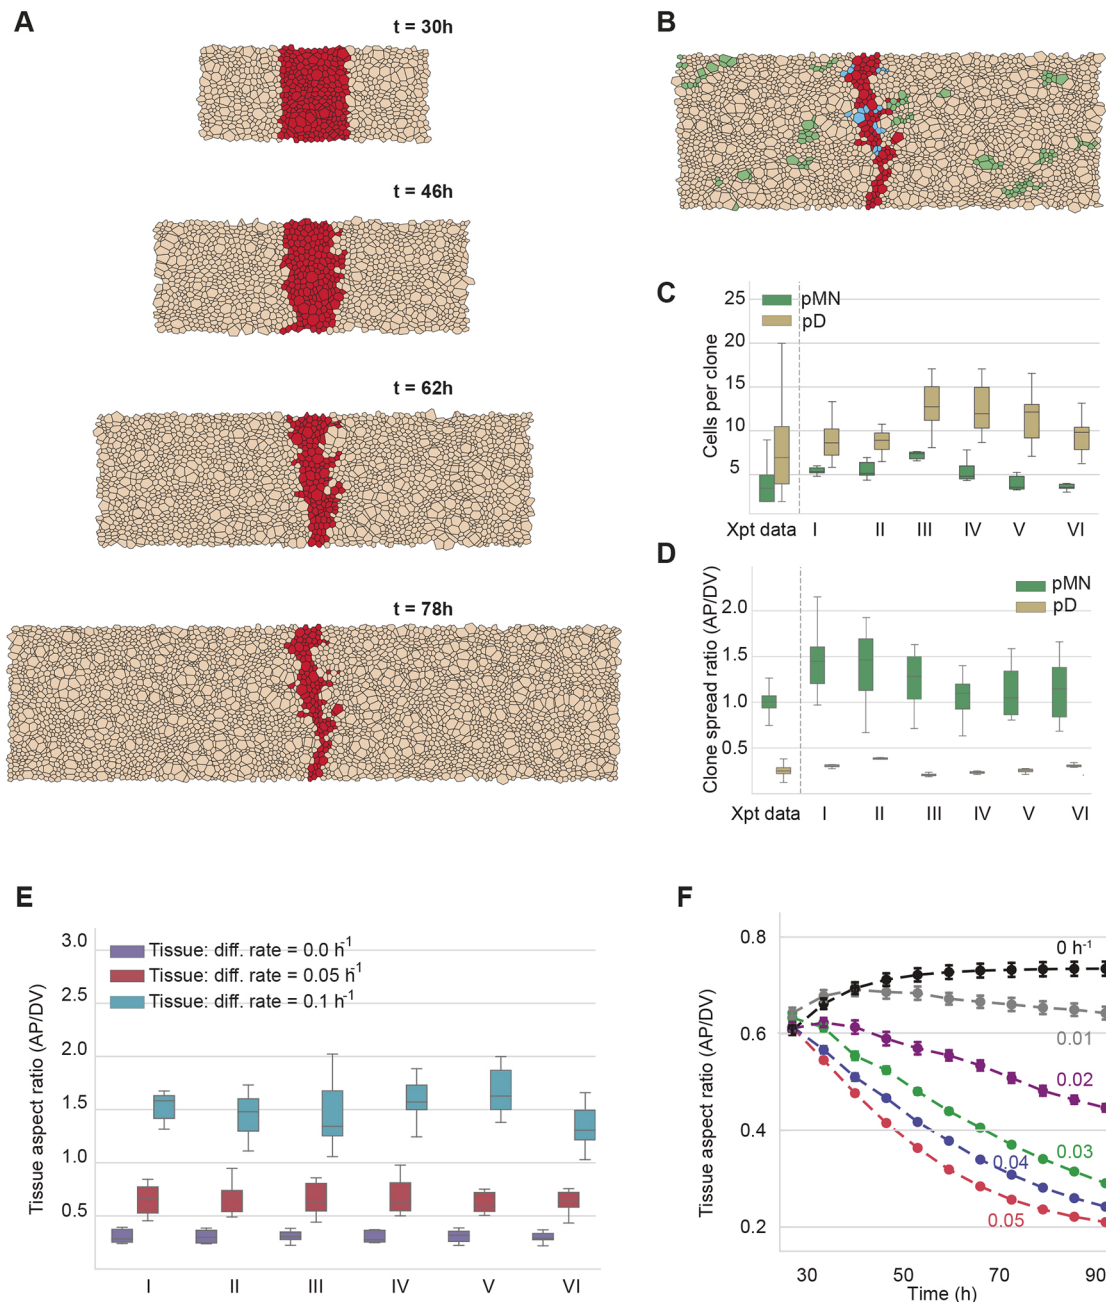 A
t = 30h
t = 46h
t = 62h
t = 78h
B
C
Cells per clone
25
20
15
10
5
pMN
pD
Xpt data I II III IV V VI
D
Clone spread ratio (AP/DV)
2.0
1.5
1.0
0.5
pMN
pD
Xpt data I II III IV V VI
E
Tissue aspect ratio (AP/DV)
3.0
2.5
2.0
1.5
1.0
0.5
Tissue: diff. rate = 0.0 h-1
Tissue: diff. rate = 0.05 h1
Tissue: diff. rate = 0.1 h-1
I II III IV V VI
F
Tissue aspect ratio (AP/DV)
0.8
0.6
0.4
0.2
0 h-1
0.01
0.02
0.03
0.04
0.05
30 50 70 90
Time (h)